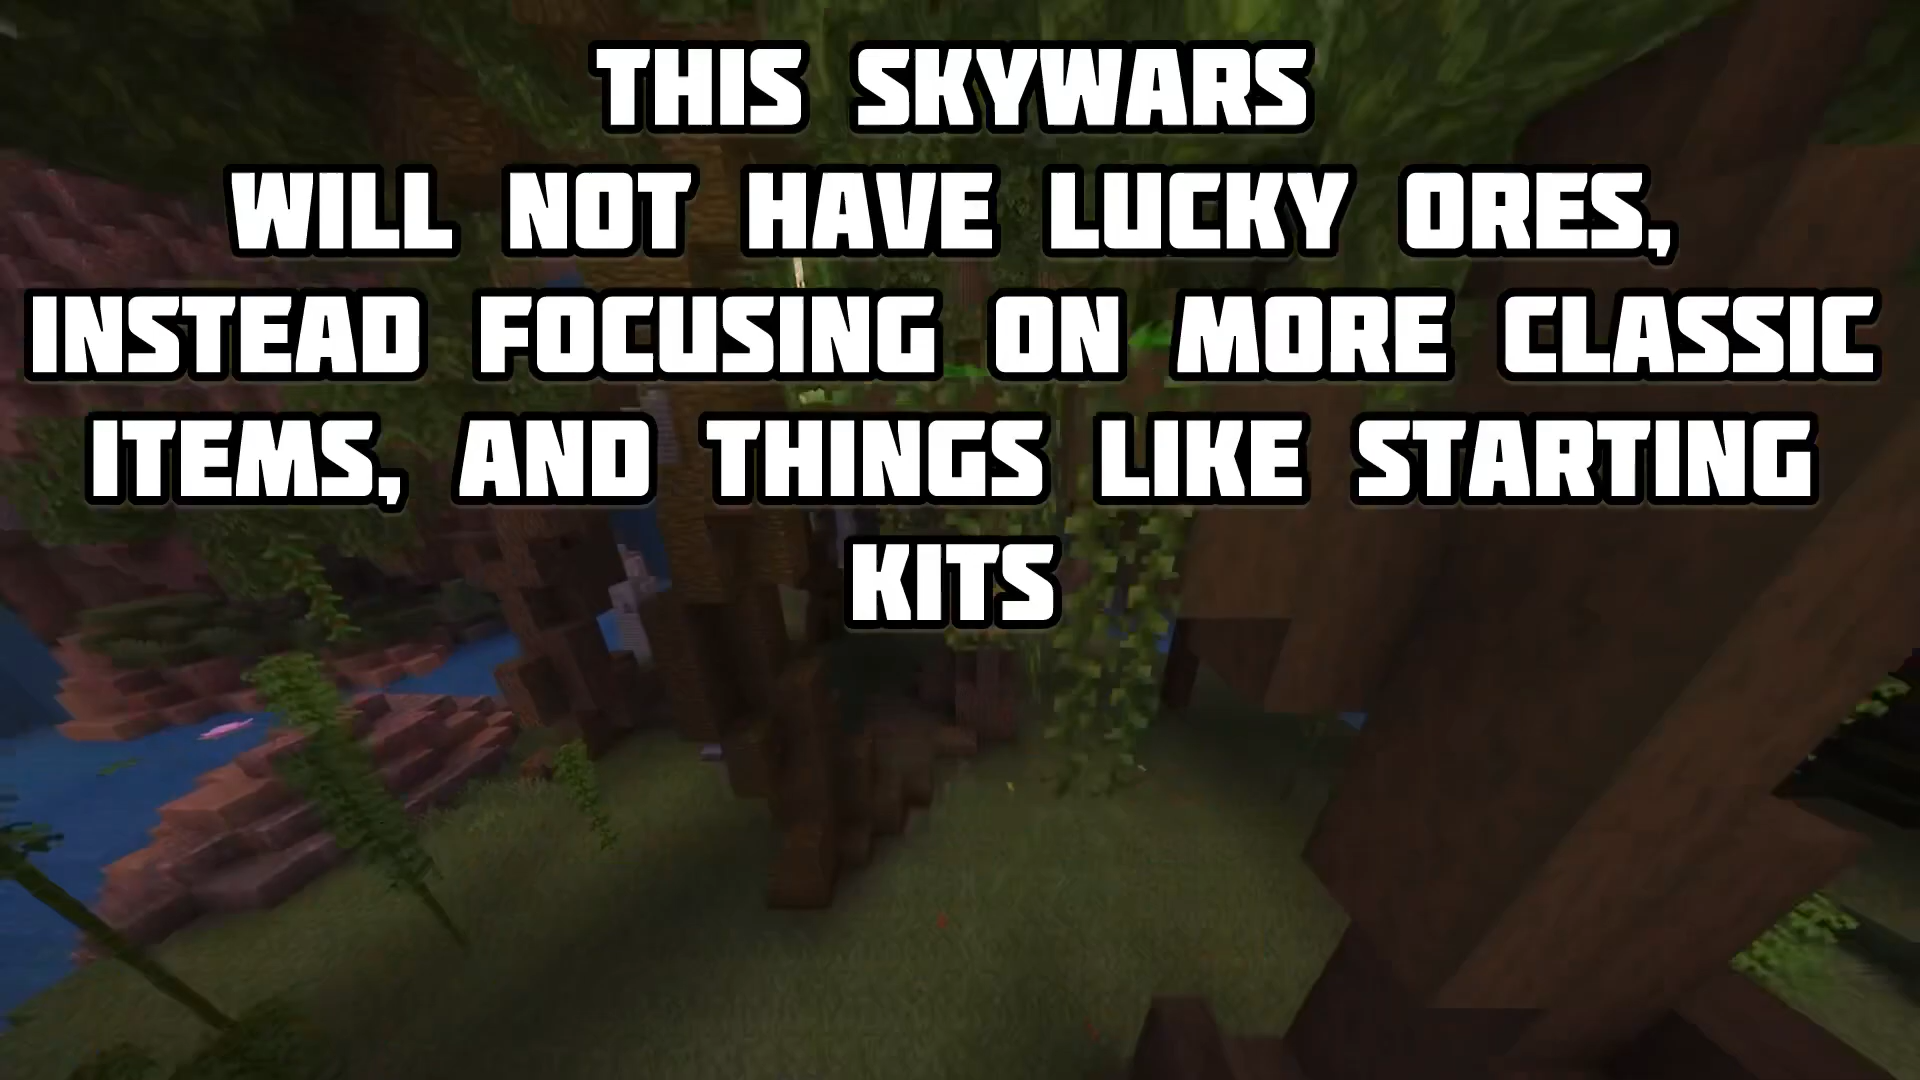 THIS SKYWARS
WILL NOT HAVE LUCKY ORES,
INSTEAD FOCUSING ON MORE CLASSIC
ITEMS, AND THINGS LIKE STARTING
KITS